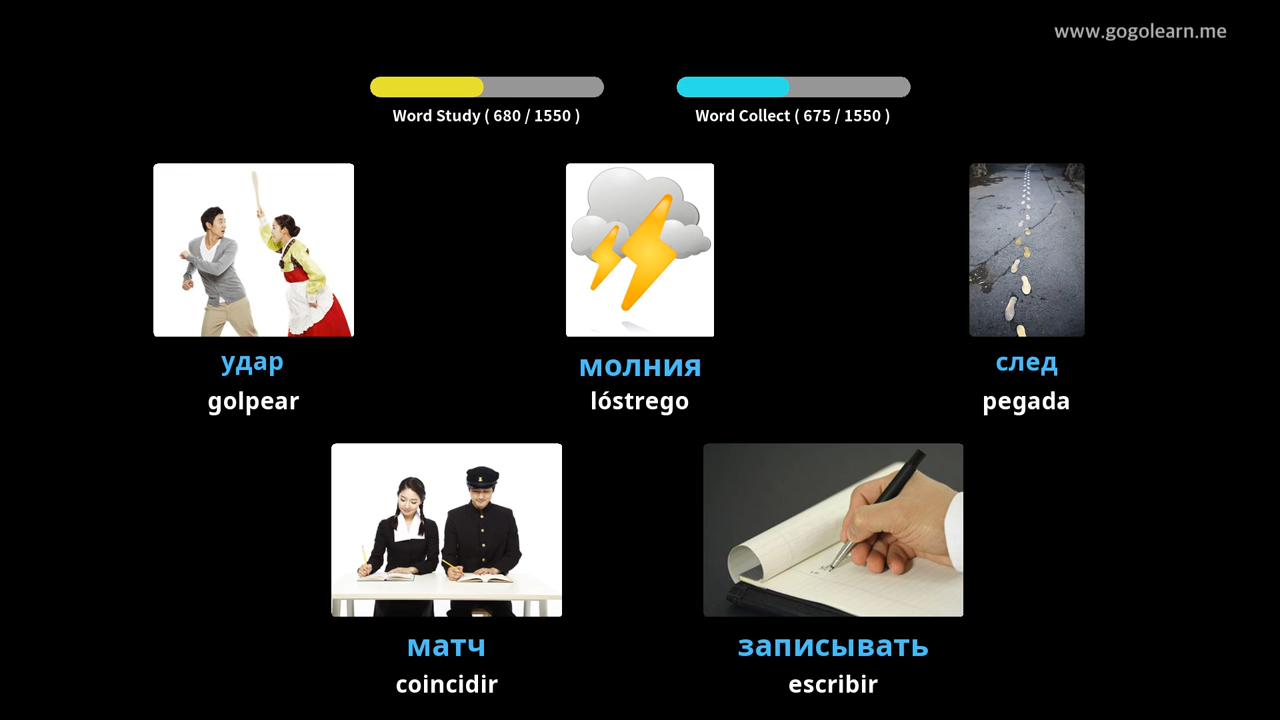 www.gogolearn.me
Word Study ( 680 / 1550 )
Word Collect ( 675 / 1550 )
удар
golpear
молния
lóstrego
след
pegada
матч
coincidir
записывать
escribir